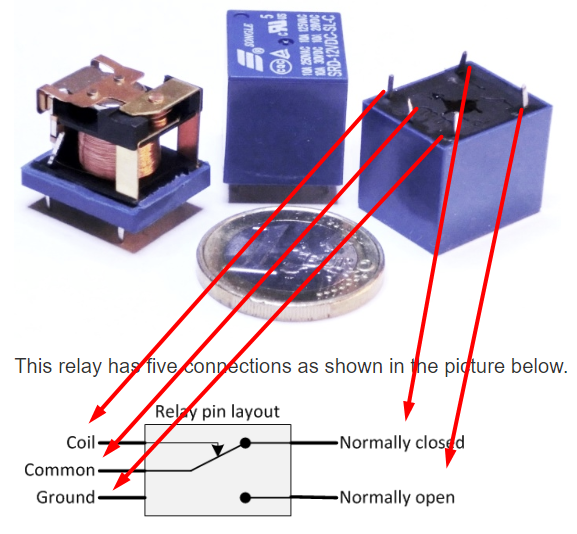 SONGLE
5
10A 250VAC 10A 125VAC
10A 30VDC 10A 28VDC
SRD-12VDC-SL-C
This relay has five connections as shown in the picture below.
Relay pin layout
Coil
Normally closed
Common
Ground
Normally open